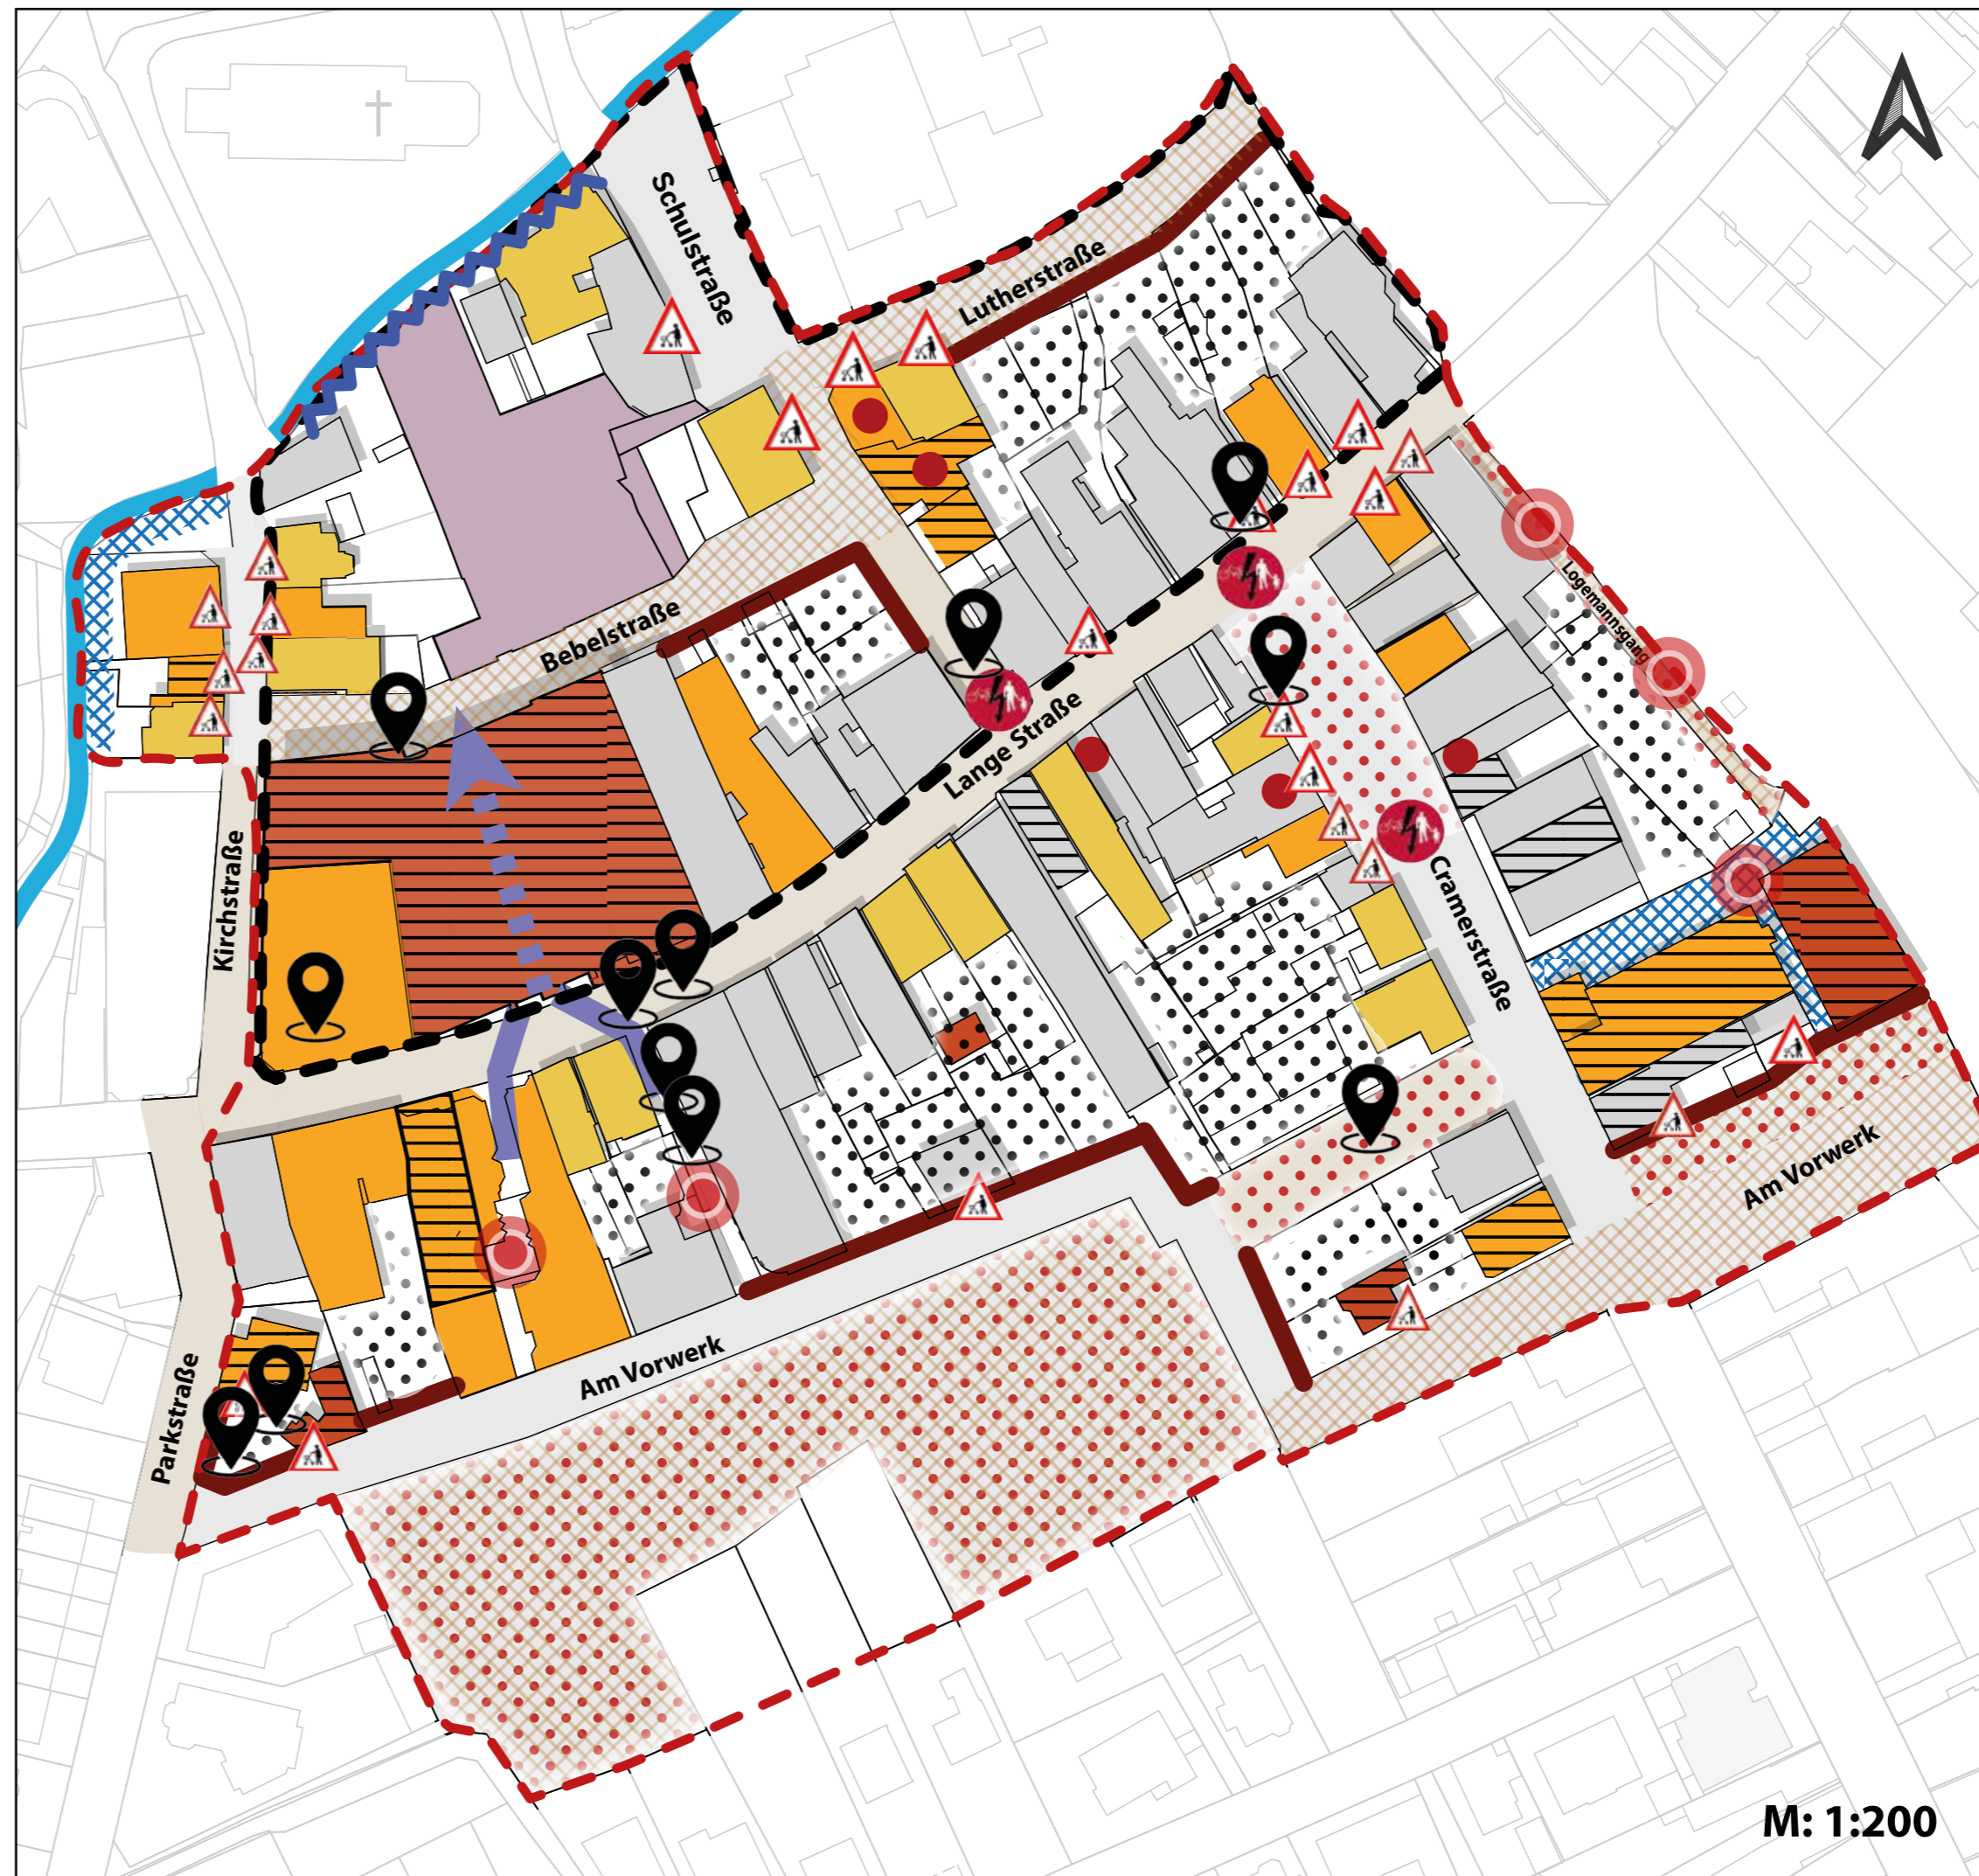 Schulstraße
Lutherstraße
Bebelstraße
Logemannsgang
Lange Straße
Kirchstraße
Cramerstraße
Am Vorwerk
Am Vorwerk
Parkstraße
M: 1:200